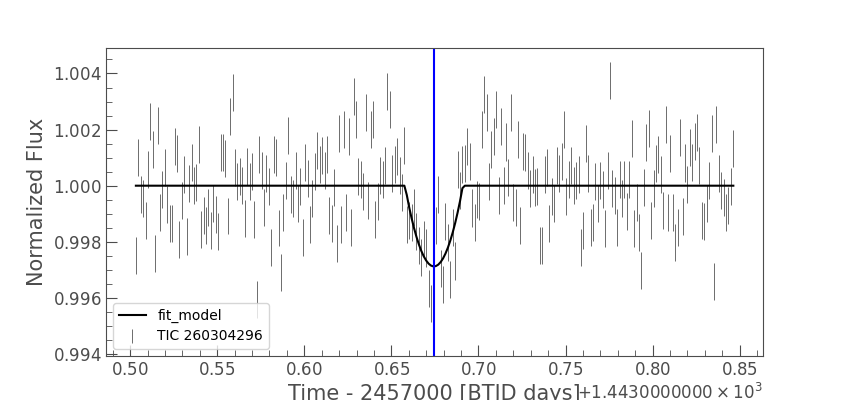 1.004
1.002
1.000
0.998
0.996
0.994
Normalized Flux
fit_model
TIC 260304296
0.50 0.55 0.60 0.65 0.70 0.75 0.80 0.85
Time - 2457000 [BTJD days]
+1.4430000000 × 10³